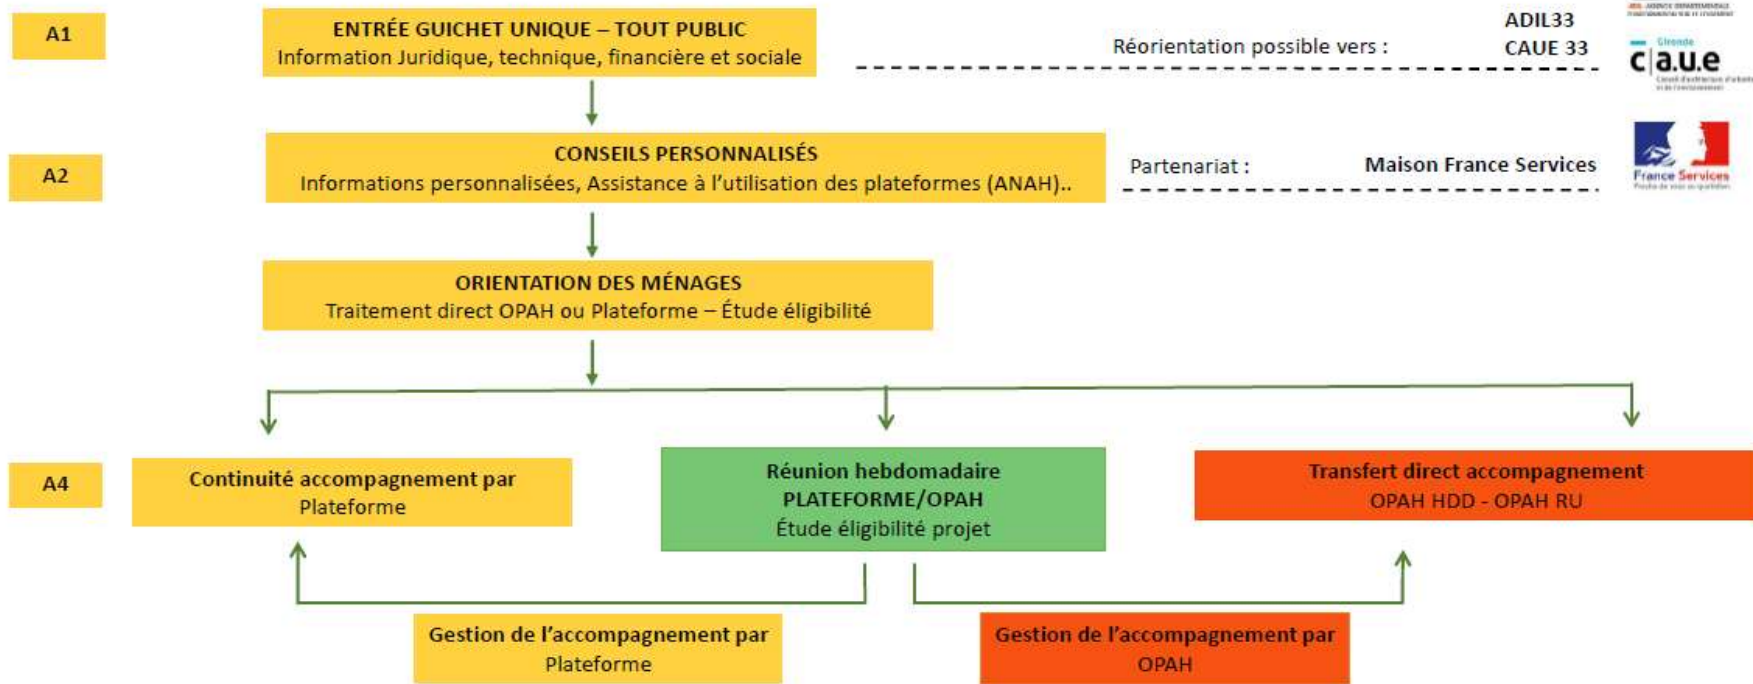 A1
ENTRÉE GUICHET UNIQUE – TOUT PUBLIC
Information Juridique, technique, financière et sociale
Réorientation possible vers :
ADIL33
CAUE 33
Gironde
c|a.u.e
A2
CONSEILS PERSONNALISÉS
Informations personnalisées, Assistance à l'utilisation des plateformes (ANAH)..
Partenariat :
Maison France Services
France Services
ORIENTATION DES MÉNAGES
Traitement direct OPAH ou Plateforme – Étude éligibilité
A4
Continuité accompagnement par
Plateforme
Réunion hebdomadaire
PLATEFORME/OPAH
Étude éligibilité projet
Transfert direct accompagnement
OPAH HDD - OPAH RU
Gestion de l'accompagnement par
Plateforme
Gestion de l'accompagnement par
OPAH